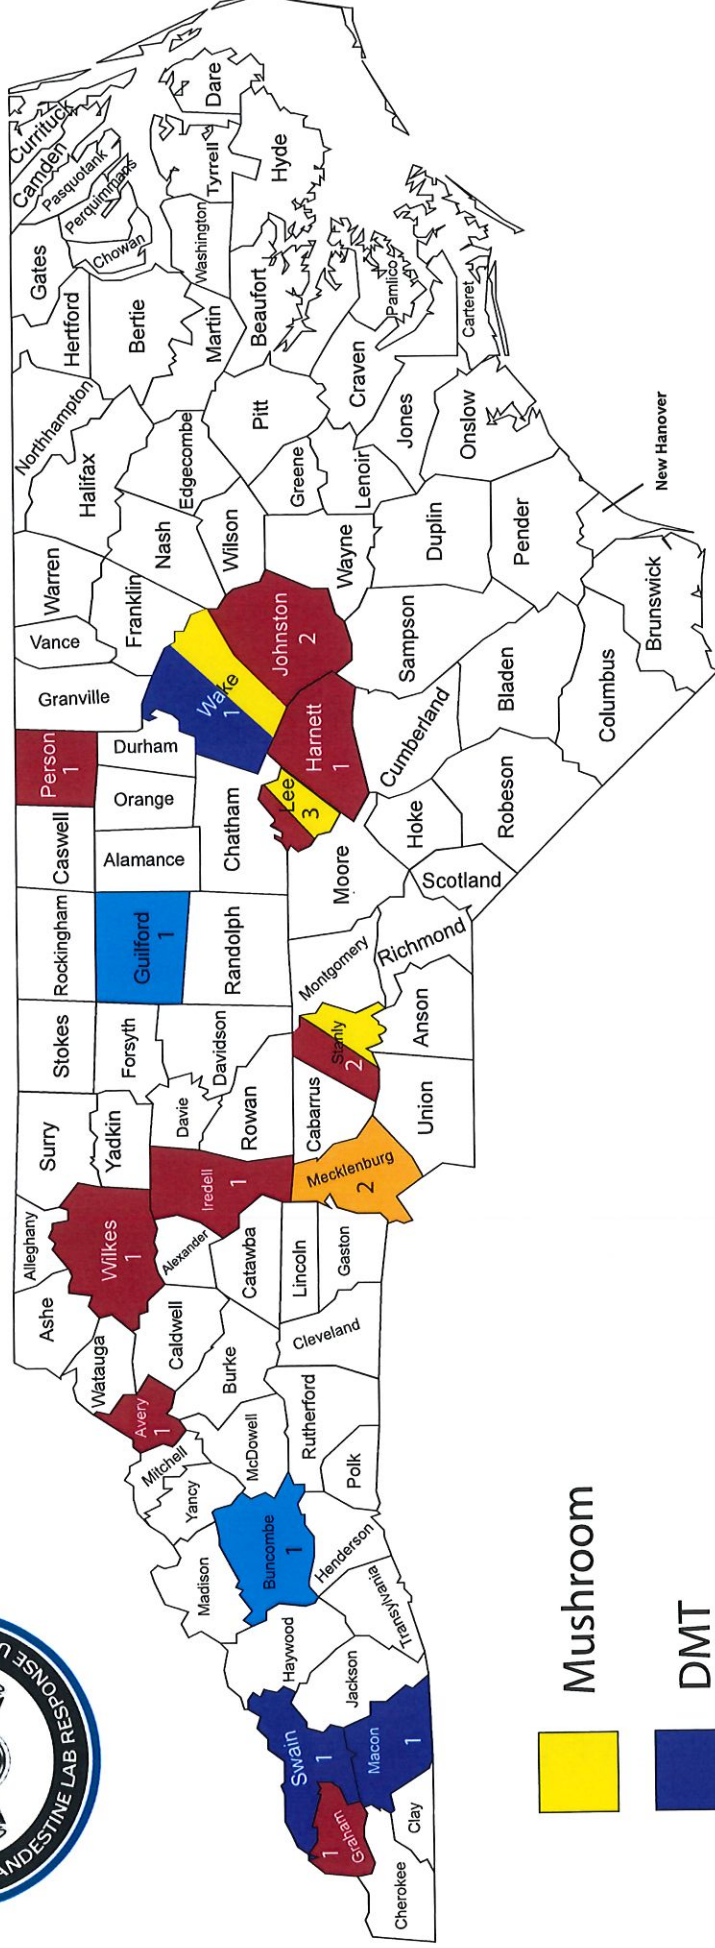 ANDESTINE LAB RESPONSE U
Ashe
Alleghany
Surry
Stokes
Rockingham
Caswell
Person
1
Granville
Vance
Warren
Northhampton
Hertford
Gates
Camden
Currituck
Pasquotank
Perquimmans
Chowan
Halifax
Bertie
Watauga
Wilkes
1
Yadkin
Forsyth
Guilford
1
Alamance
Orange
Durham
Franklin
Nash
Edgecombe
Martin
Washington
Tyrrell
Dare
Avery
1
Mitchell
Yancy
Madison
Caldwell
Alexander
Iredell
1
Davie
Davidson
Randolph
Chatham
Wake
1
Wilson
Pitt
Beaufort
Hyde
Burke
McDowell
Buncombe
1
Haywood
Swain
1
Graham
1
Catawba
Rowan
Lee
3
Harnett
1
Johnston
2
Wayne
Greene
Lenoir
Craven
Pamlico
Cherokee
Clay
Macon
1
Jackson
Transylvania
Henderson
Polk
Rutherford
Cleveland
Lincoln
Gaston
Mecklenburg
2
Cabarrus
Stanly
2
Montgomery
Moore
Hoke
Cumberland
Sampson
Duplin
Jones
Onslow
Carteret
Union
Anson
Richmond
Scotland
Robeson
Bladen
Pender
Columbus
Brunswick
New Hanover
Mushroom
DMT